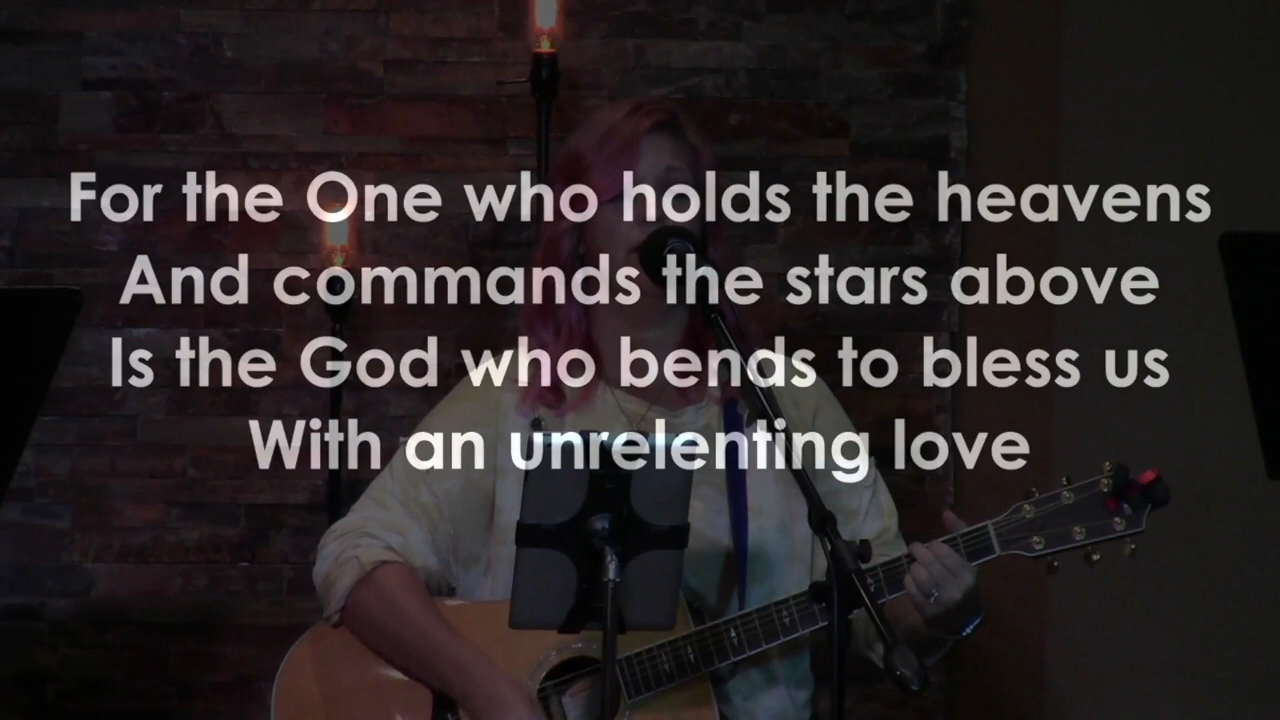 For the One who holds the heavens
And commands the stars above
Is the God who bends to bless us
With an unrelenting love